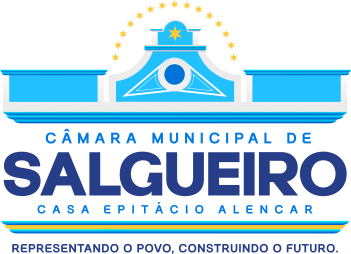 CÂMARA MUNICIPAL DE
SALGUEIRO
CASA EPITÁCIO ALENCAR
REPRESENTANDO O POVO, CONSTRUINDO O FUTURO.